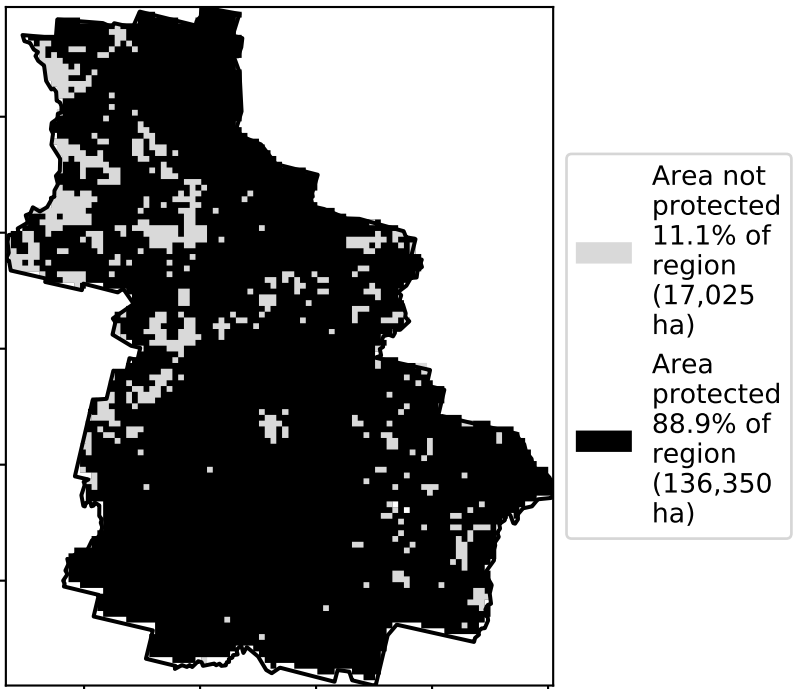 Area not
protected
11.1% of
region
(17,025
ha)
Area
protected
88.9% of
region
(136,350
ha)